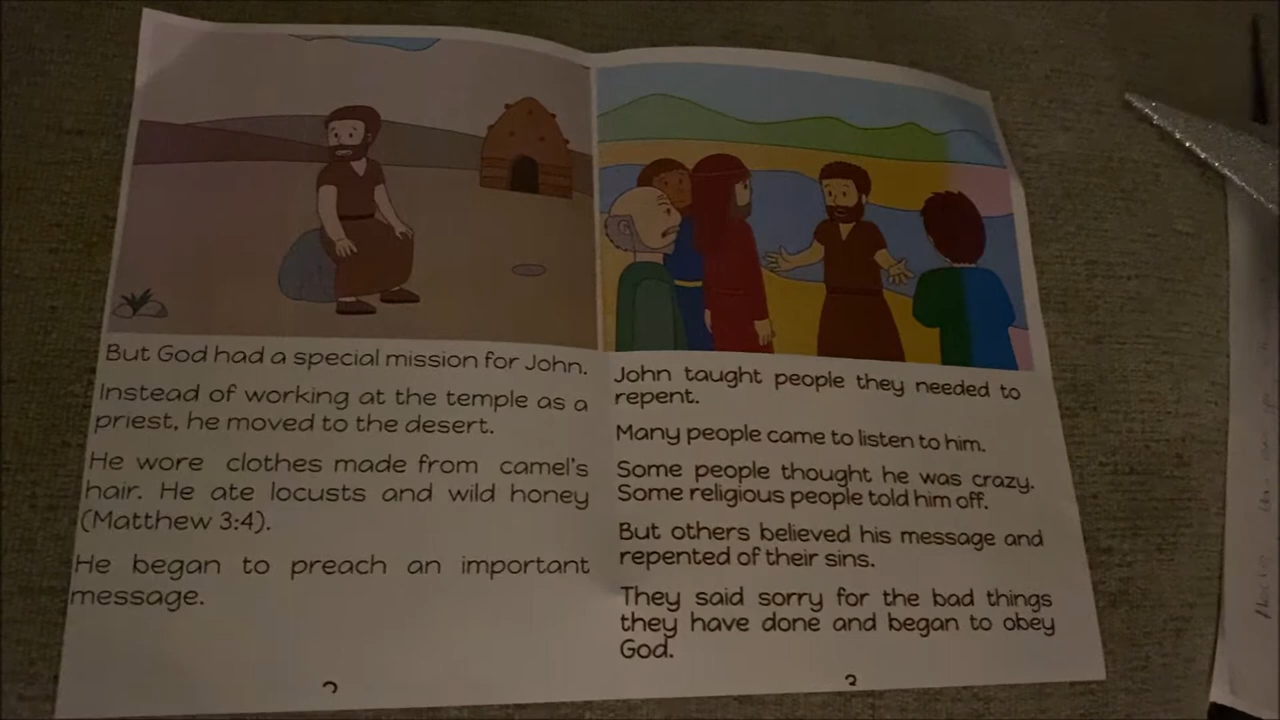 But God had a special mission for John.
Instead of working at the temple as a
priest, he moved to the desert.
He wore clothes made from camel's
hair. He ate locusts and wild honey
(Matthew 3:4).
He began to preach an important
message.
John taught people they needed to
repent.
Many people came to listen to him.
Some people thought he was crazy.
Some religious people told him off.
But others believed his message and
repented of their sins.
They said sorry for the bad things
they have done and began to obey
God.